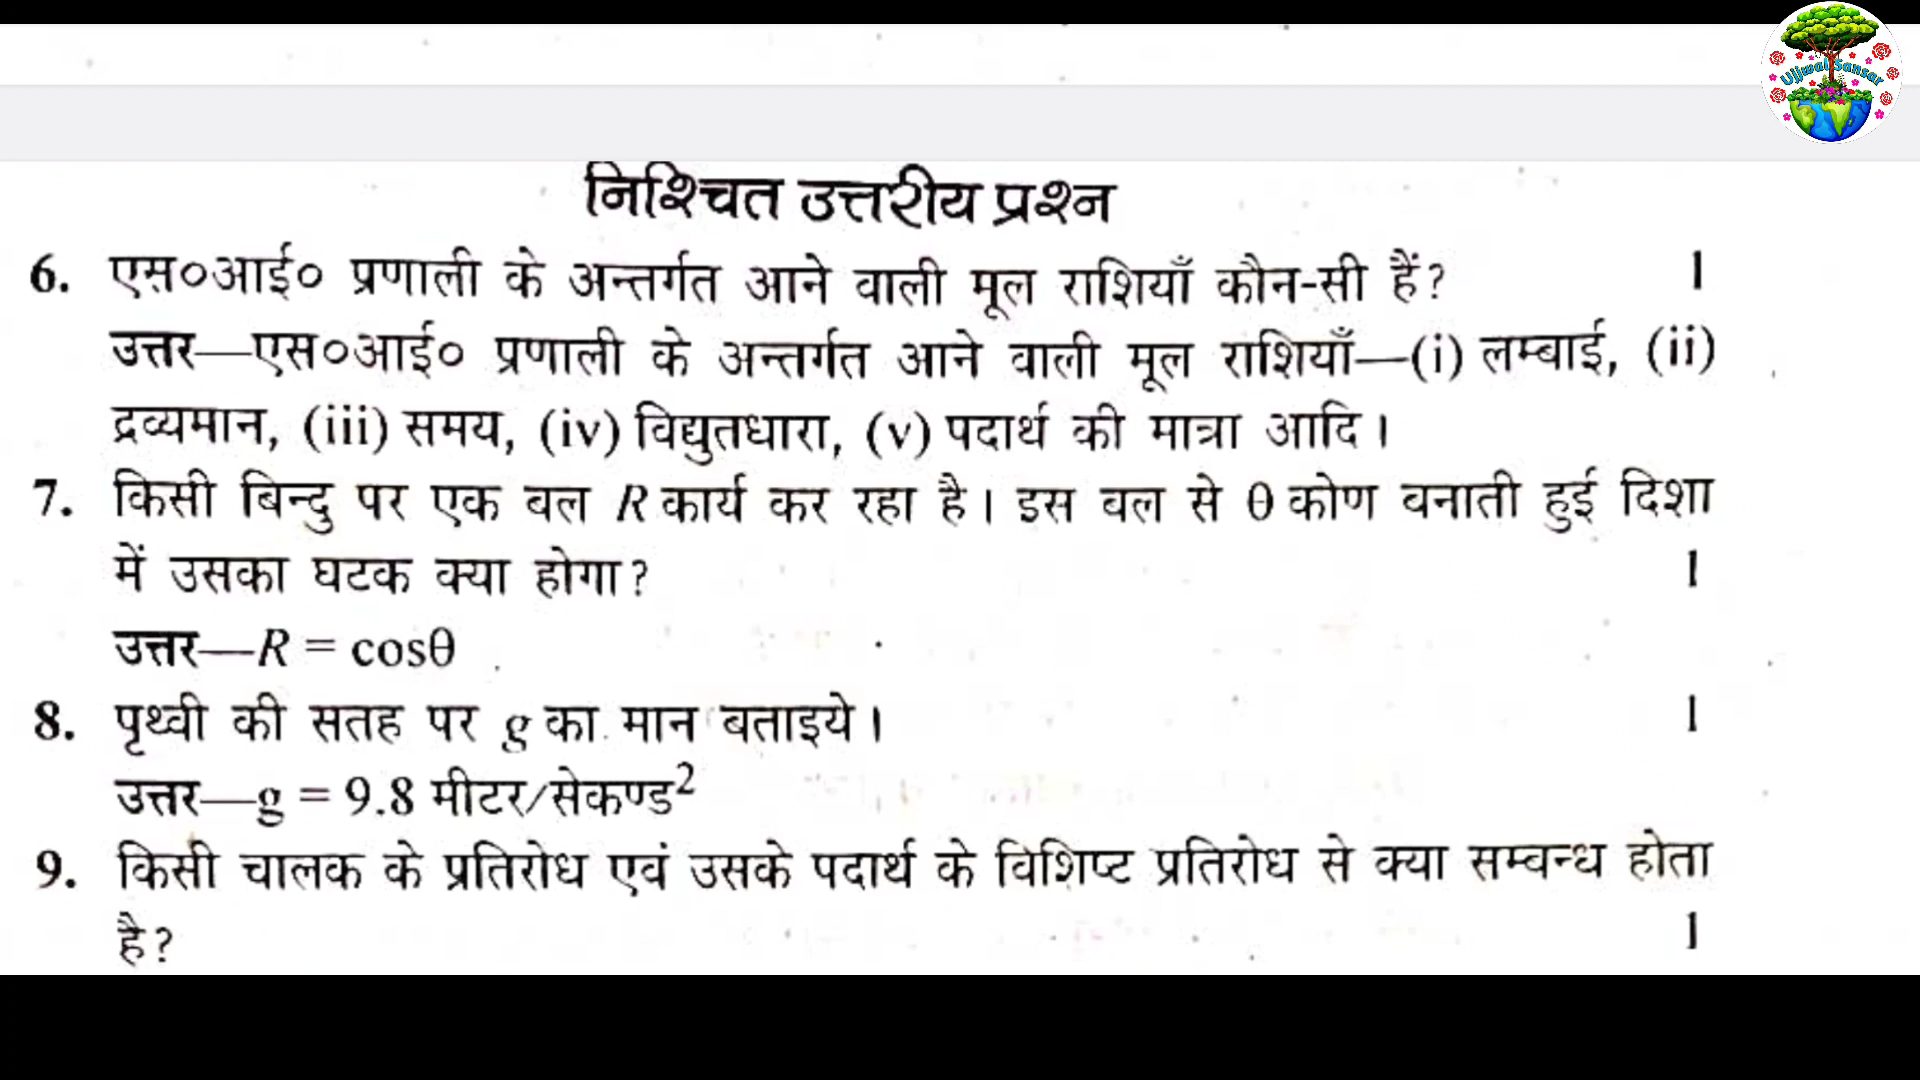 Ujjwal Sansar
निश्चित उत्तरीय प्रश्न
6. एस०आई० प्रणाली के अन्तर्गत आने वाली मूल राशियाँ कौन-सी हैं? 1
उत्तर—एस०आई० प्रणाली के अन्तर्गत आने वाली मूल राशियाँ—(i) लम्बाई, (ii)
द्रव्यमान, (iii) समय, (iv) विद्युतधारा, (v) पदार्थ की मात्रा आदि।
7. किसी बिन्दु पर एक बल R कार्य कर रहा है। इस बल से θ कोण बनाती हुई दिशा
में उसका घटक क्या होगा? 1
उत्तर—R = cosθ
8. पृथ्वी की सतह पर g का मान बताइये। 1
उत्तर—g = 9.8 मीटर/सेकण्ड²
9. किसी चालक के प्रतिरोध एवं उसके पदार्थ के विशिष्ट प्रतिरोध से क्या सम्बन्ध होता
है? 1